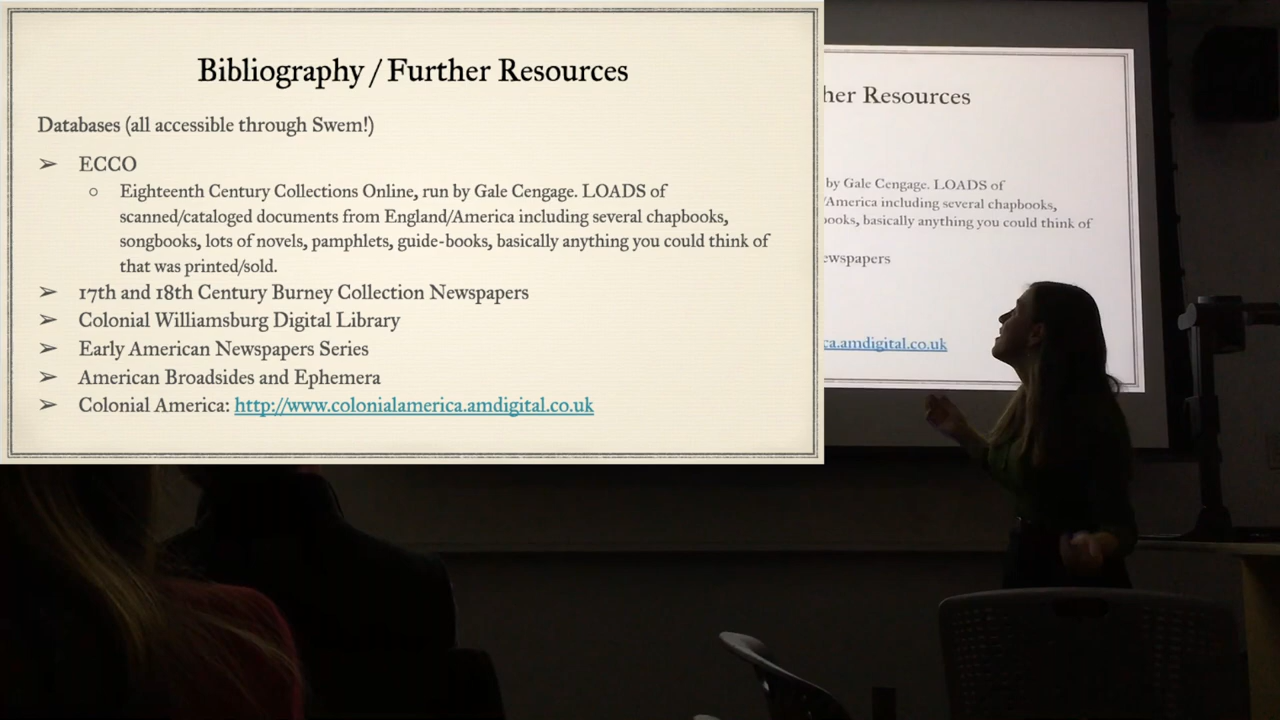 Bibliography / Further Resources
Databases (all accessible through Swem!)
➢ ECCO
○ Eighteenth Century Collections Online, run by Gale Cengage. LOADS of
scanned/cataloged documents from England/America including several chapbooks,
songbooks, lots of novels, pamphlets, guide-books, basically anything you could think of
that was printed/sold.
➢ 17th and 18th Century Burney Collection Newspapers
➢ Colonial Williamsburg Digital Library
➢ Early American Newspapers Series
➢ American Broadsides and Ephemera
➢ Colonial America: http://www.colonialamerica.amdigital.co.uk
her Resources
by Gale Cengage. LOADS of
/America including several chapbooks,
ooks, basically anything you could think of
ewspapers
ca.amdigital.co.uk